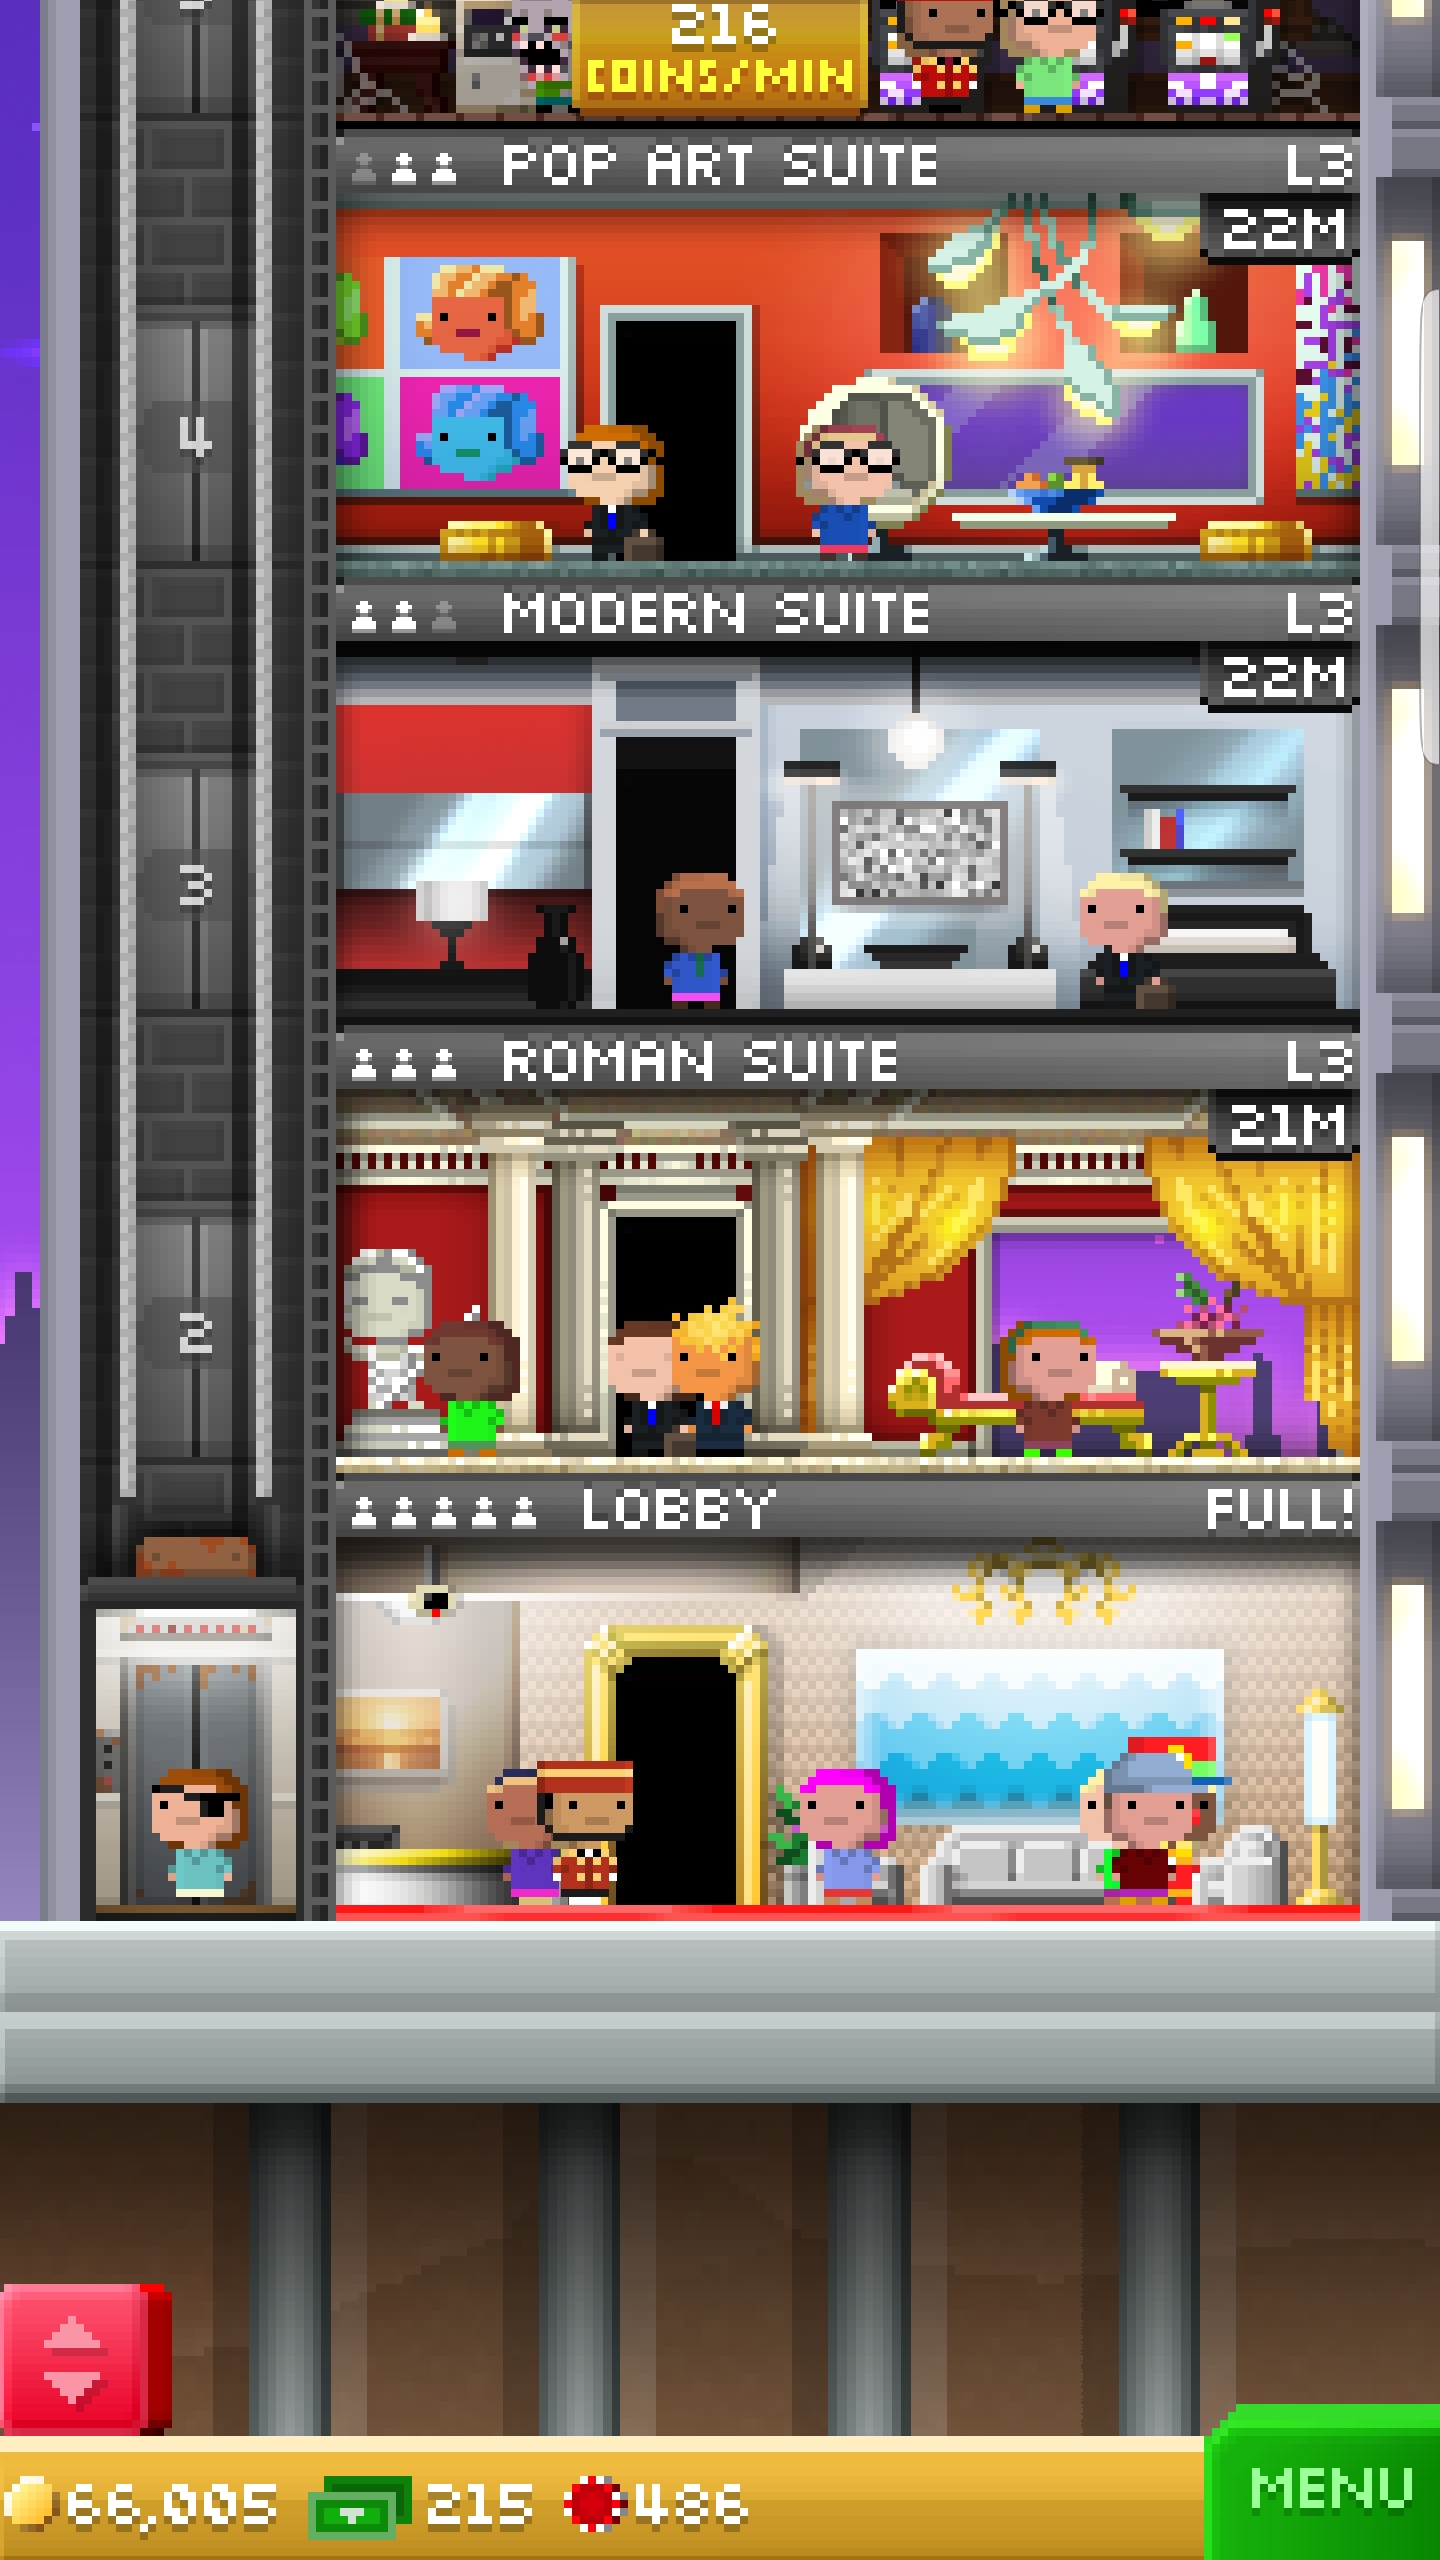 216
COINS/MIN
POP ART SUITE L3
22M
4
MODERN SUITE L3
22M
3
ROMAN SUITE L3
21M
2
LOBBY FULL!
MENU
66,005 215 486